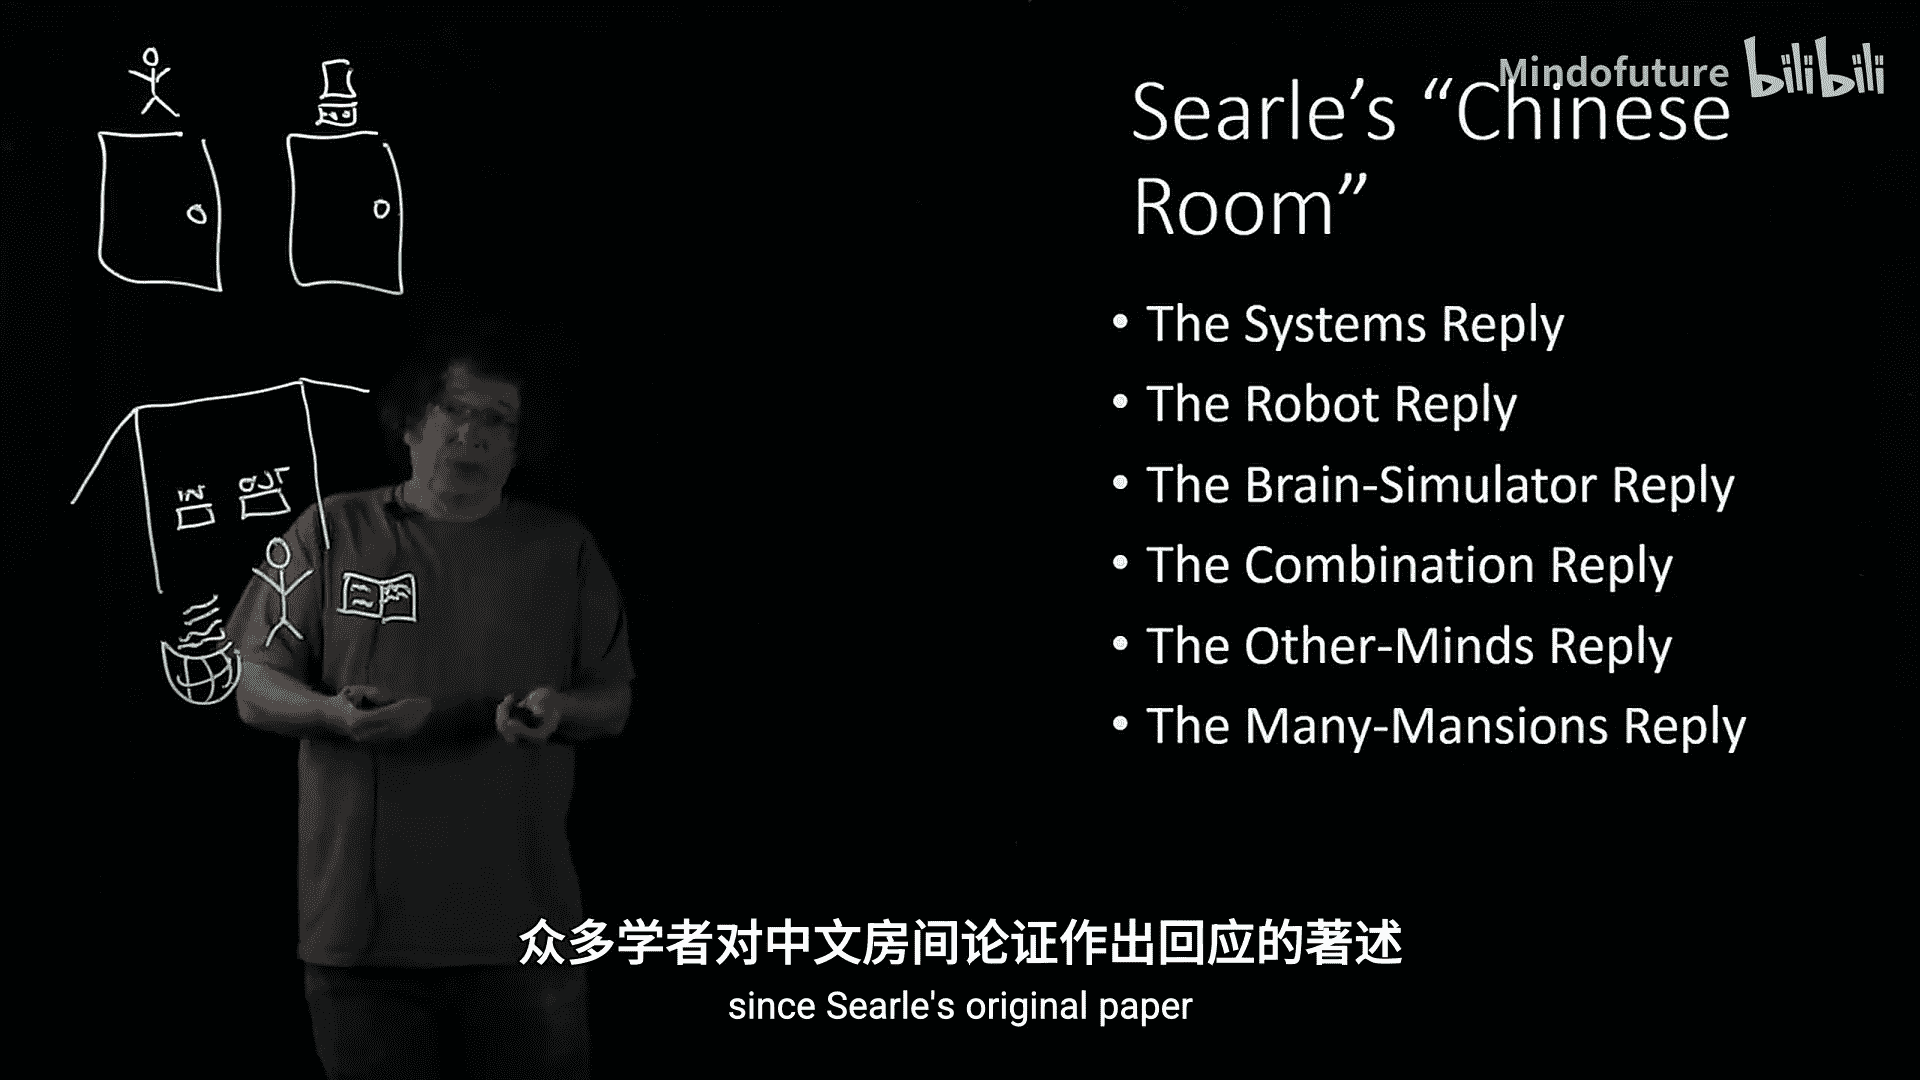 Mindofuture bilibili
Searle’s “Chinese
Room”
• The Systems Reply
• The Robot Reply
• The Brain-Simulator Reply
• The Combination Reply
• The Other-Minds Reply
• The Many-Mansions Reply
IN OUT
众多学者对中文房间论证作出回应的著述
since Searle's original paper